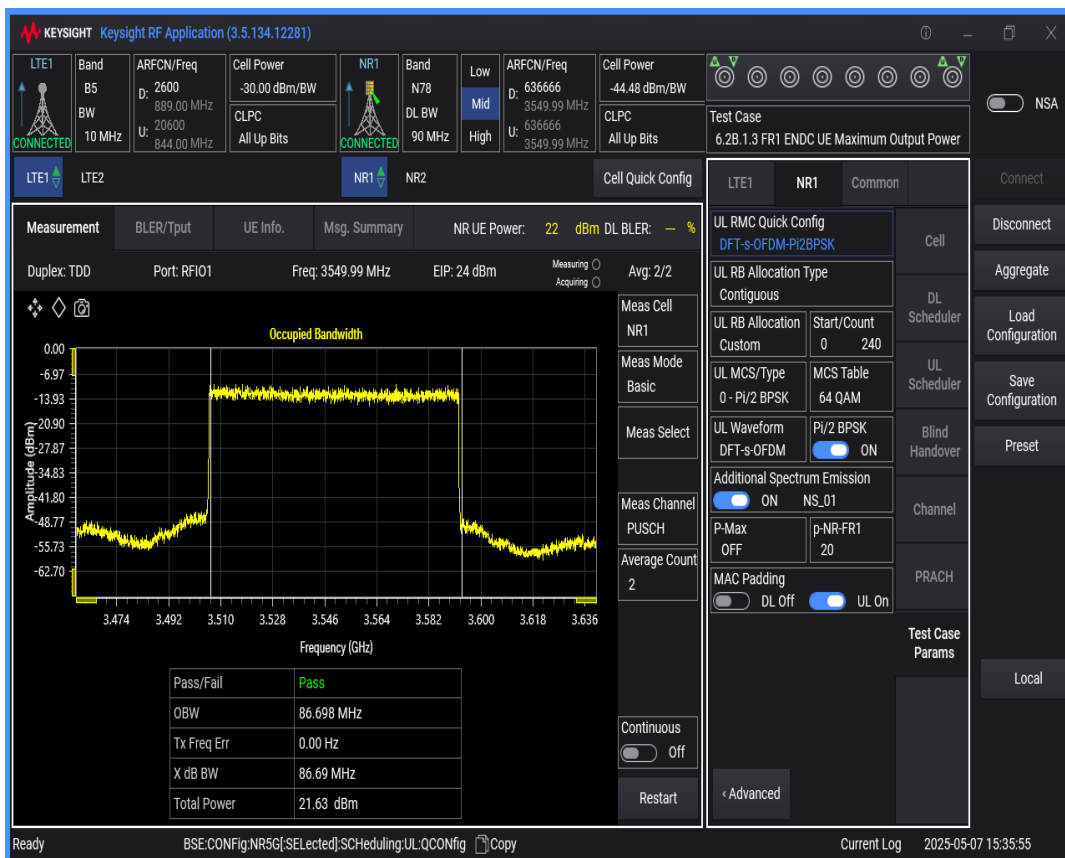 KEYSIGHT Keysight RF Application (3.5.134.12281)
LTE1
CONNECTED
Band
B5
BW
10 MHz
ARFCN/Freq
D: 2600
889.00 MHz
U: 20600
844.00 MHz
Cell Power
-30.00 dBm/BW
CLPC
All Up Bits
NR1
CONNECTED
Band
N78
DL BW
90 MHz
Low
Mid
High
ARFCN/Freq
D: 636666
3549.99 MHz
U: 636666
3549.99 MHz
Cell Power
-44.48 dBm/BW
CLPC
All Up Bits
Test Case
6.2B.1.3 FR1 ENDC UE Maximum Output Power
NSA
LTE1 LTE2
NR1 NR2
Cell Quick Config
Measurement BLER/Tput UE Info. Msg. Summary NR UE Power: 22 dBm DL BLER: — %
Duplex: TDD Port: RFIO1 Freq: 3549.99 MHz EIP: 24 dBm Measuring Avg: 2/2
Acquiring
Occupied Bandwidth
Amplitude (dBm)
0.00
-6.97
-13.93
-20.90
-27.87
-34.83
-41.80
-48.77
-55.73
-62.70
3.474 3.492 3.510 3.528 3.546 3.564 3.582 3.600 3.618 3.636
Frequency (GHz)
Pass/Fail Pass
OBW 86.698 MHz
Tx Freq Err 0.00 Hz
X dB BW 86.69 MHz
Total Power 21.63 dBm
Meas Cell
NR1
Meas Mode
Basic
Meas Select
Meas Channel
PUSCH
Average Count
2
Continuous
Off
Restart
LTE1 NR1 Common
UL RMC Quick Config
DFT-s-OFDM-Pi2BPSK
UL RB Allocation Type
Contiguous
UL RB Allocation Start/Count
Custom 0 240
UL MCS/Type MCS Table
0 - Pi/2 BPSK 64 QAM
UL Waveform Pi/2 BPSK
DFT-s-OFDM ON
Additional Spectrum Emission
ON NS_01
P-Max p-NR-FR1
OFF 20
MAC Padding
DL Off UL On
‹ Advanced
Cell
DL
Scheduler
UL
Scheduler
Blind
Handover
Channel
PRACH
Test Case
Params
Connect
Disconnect
Aggregate
Load
Configuration
Save
Configuration
Preset
Local
Ready BSE:CONFig:NR5G[:SELected]:SCHeduling:UL:QCONfig Copy Current Log 2025-05-07 15:35:55